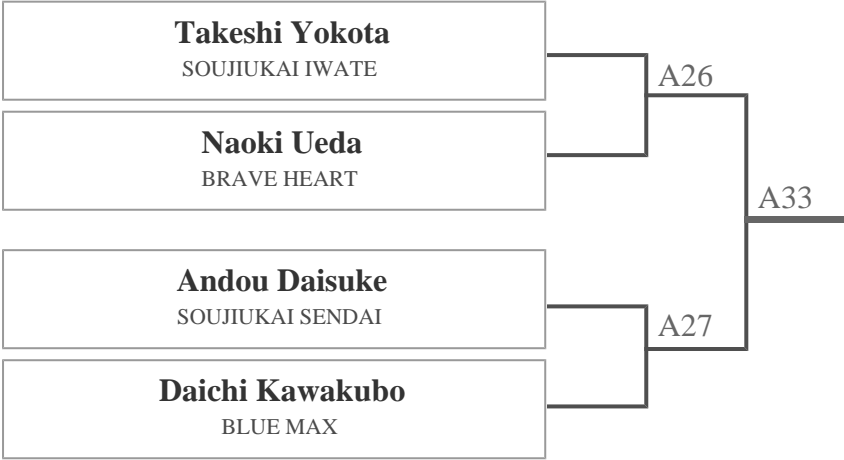 Takeshi Yokota
SOUJIUKAI IWATE
A26
Naoki Ueda
BRAVE HEART
A33
Andou Daisuke
SOUJIUKAI SENDAI
A27
Daichi Kawakubo
BLUE MAX